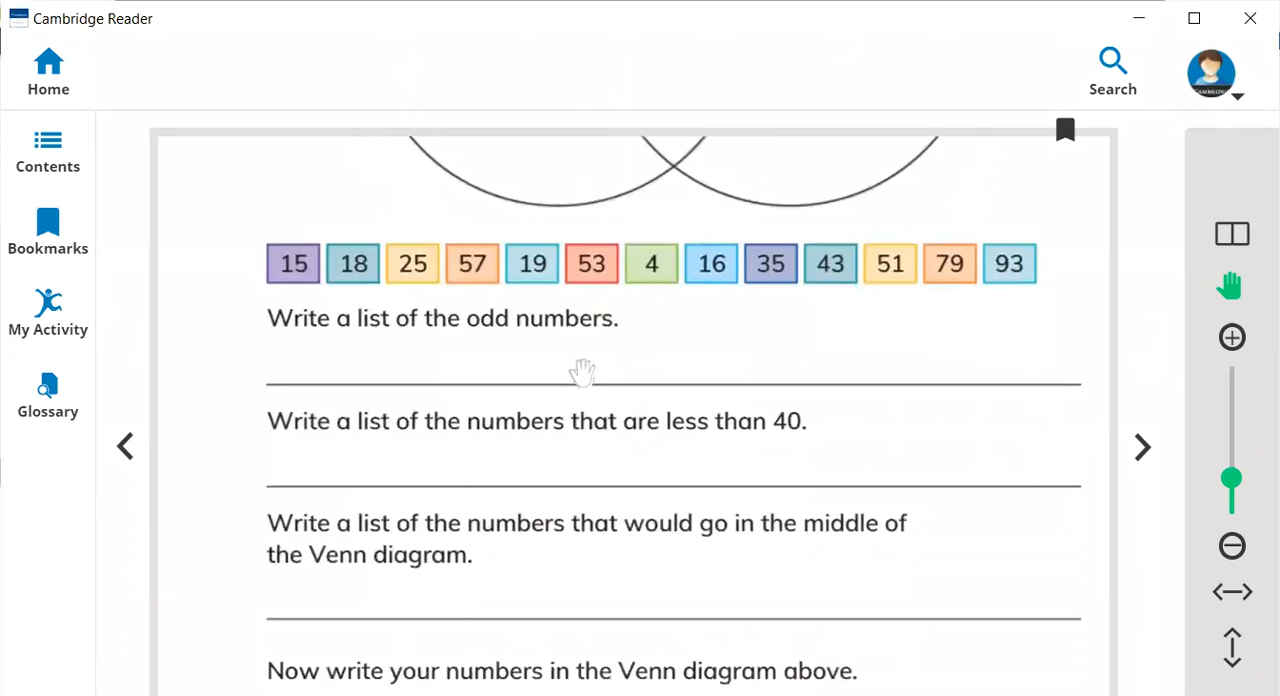 Cambridge Reader
Home
Search
Contents
Bookmarks
My Activity
Glossary
15 18 25 57 19 53 4 16 35 43 51 79 93
Write a list of the odd numbers.
Write a list of the numbers that are less than 40.
Write a list of the numbers that would go in the middle of
the Venn diagram.
Now write your numbers in the Venn diagram above.